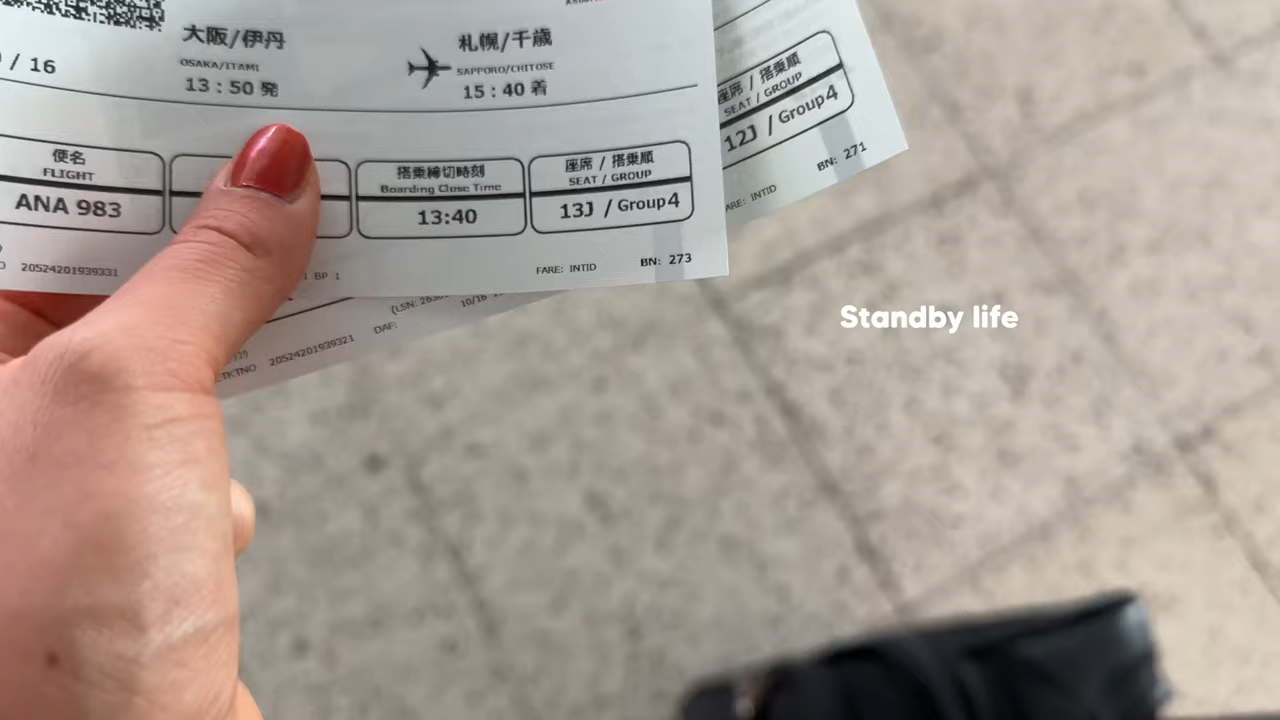 大阪/伊丹
OSAKA/ITAMI
13:50 発
札幌/千歳
SAPPORO/CHITOSE
15:40 着
/ 16
便名
FLIGHT
ANA 983
搭乗締切時刻
Boarding Close Time
13:40
座席 / 搭乗順
SEAT / GROUP
13J / Group4
20524201939331
BP 1
FARE: INTID
BN: 273
座席 / 搭乗順
SEAT / GROUP
12J / Group4
BN: 271
ARE: INTID
10/16
DAF:
TKTNO 20524201939321
Standby life